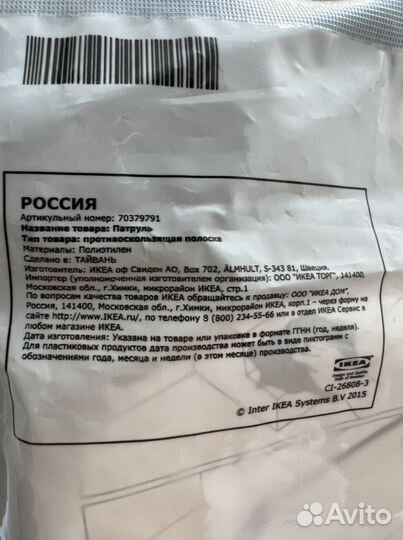 РОССИЯ
Артикульный номер: 70379791
Название товара: Патруль
Тип товара: противоскользящая полоска
Материалы: Полиэтилен
Сделано в: ТАЙВАНЬ
Изготовитель: ИКЕА оф Свиден АО, Box 702, ÄLMHULT, S-343 81, Швеция.
Импортер (уполномоченная изготовителем организация): ООО "ИКЕА ТОРГ", 141400,
Московская обл., г.Химки, микрорайон ИКЕА, стр.1
По вопросам качества товаров ИКЕА обращайтесь к продавцу: ООО "ИКЕА ДОМ",
Россия, 141400, Московская обл., г.Химки, микрорайон ИКЕА, корп.1 – через форму на
сайте http://www.IKEA.ru/, по телефону 8 (800) 234-55-66 или в отдел ИКЕА Сервис в
любом магазине ИКЕА.
Дата изготовления: Указана на товаре или упаковке в формате ГГНН (год, неделя).
Для пластиковых продуктов дата производства может быть в виде пиктограмм с
обозначениями года, месяца и недели (в этом месяце) производства.
IKEA
Design and Quality
IKEA of Sweden
CI-26808-3
© Inter IKEA Systems B.V 2015
Avito